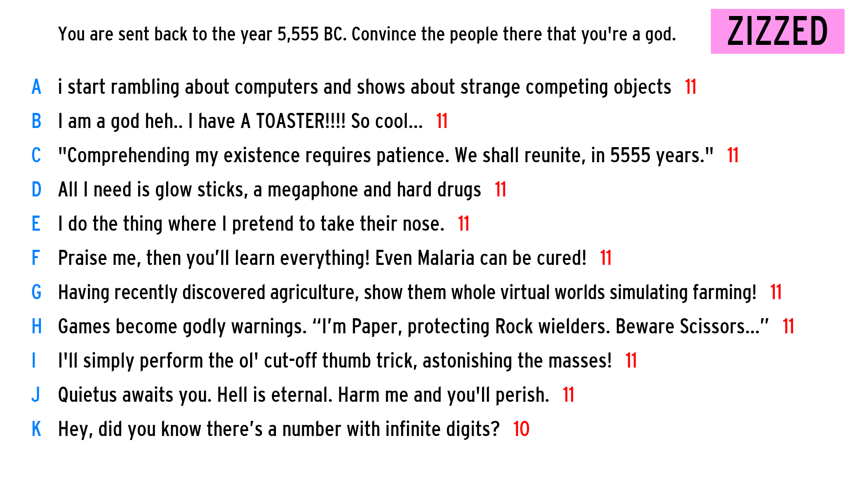 You are sent back to the year 5,555 BC. Convince the people there that you're a god.
ZIZZED
A i start rambling about computers and shows about strange competing objects 11
B I am a god heh.. I have A TOASTER!!!! So cool... 11
C "Comprehending my existence requires patience. We shall reunite, in 5555 years." 11
D All I need is glow sticks, a megaphone and hard drugs 11
E I do the thing where I pretend to take their nose. 11
F Praise me, then you’ll learn everything! Even Malaria can be cured! 11
G Having recently discovered agriculture, show them whole virtual worlds simulating farming! 11
H Games become godly warnings. “I’m Paper, protecting Rock wielders. Beware Scissors...” 11
I I'll simply perform the ol' cut-off thumb trick, astonishing the masses! 11
J Quietus awaits you. Hell is eternal. Harm me and you'll perish. 11
K Hey, did you know there’s a number with infinite digits? 10